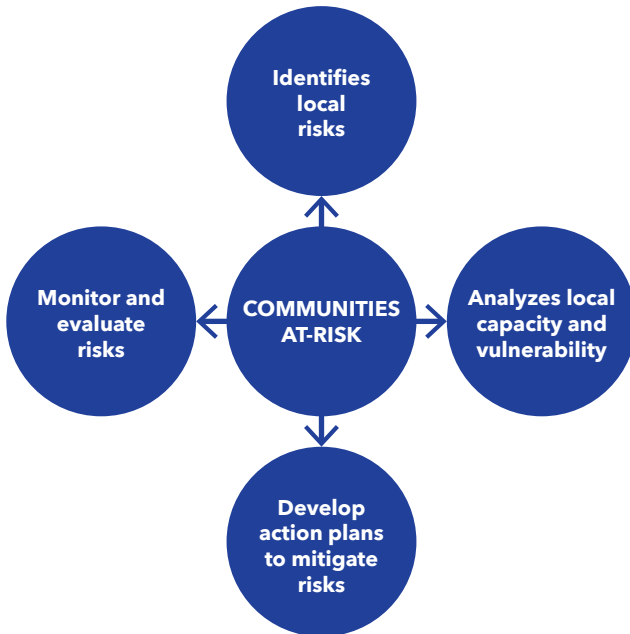 Identifies
local
risks
Monitor and
evaluate
risks
COMMUNITIES
AT-RISK
Analyzes local
capacity and
vulnerability
Develop
action plans
to mitigate
risks